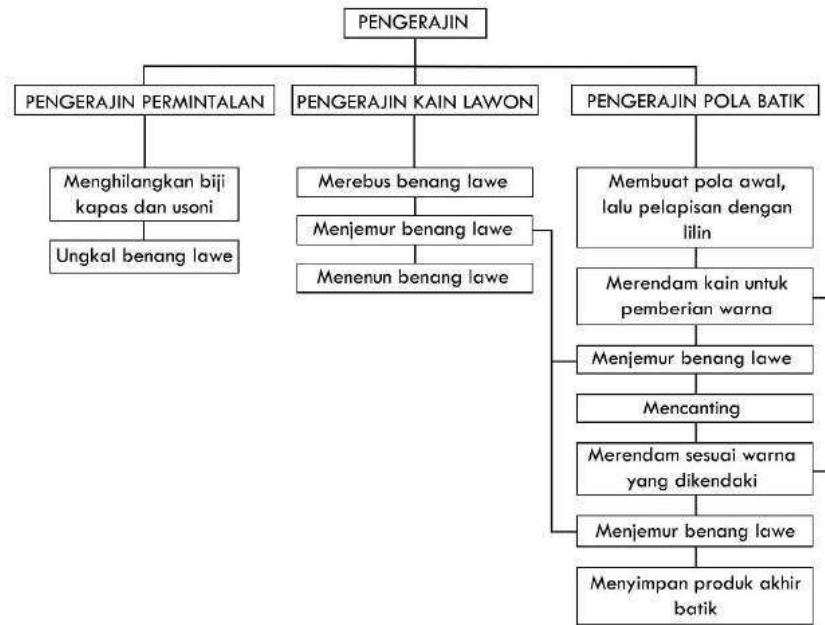 PENGERAJIN
PENGERAJIN PERMINTALAN
PENGERAJIN KAIN LAWON
PENGERAJIN POLA BATIK
Menghilangkan biji
kapas dan usoni
Ungkal benang lawe
Merebus benang lawe
Menjemur benang lawe
Menenun benang lawe
Membuat pola awal,
lalu pelapisan dengan
lilin
Merendam kain untuk
pemberian warna
Menjemur benang lawe
Mencanting
Merendam sesuai warna
yang dikendaki
Menjemur benang lawe
Menyimpan produk akhir
batik